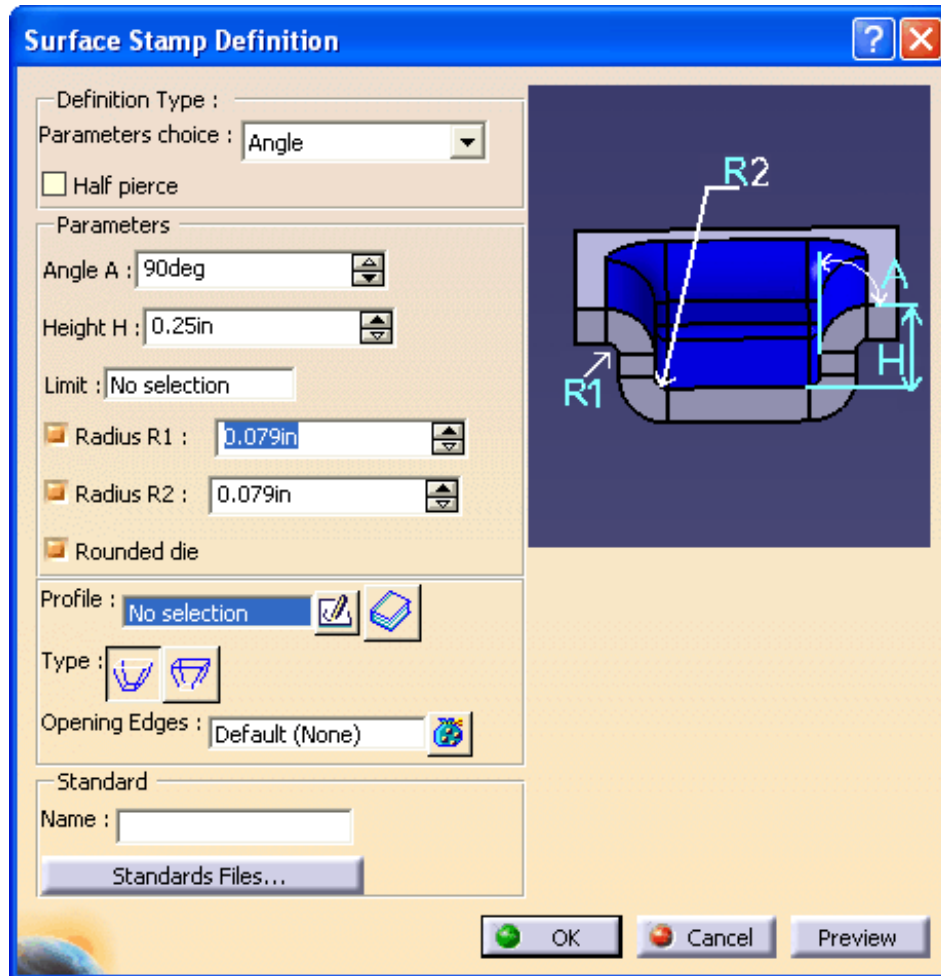 Surface Stamp Definition
?
Definition Type :
Parameters choice : Angle
Half pierce
Parameters
Angle A : 90deg
Height H : 0.25in
Limit : No selection
Radius R1 : 0.079in
Radius R2 : 0.079in
Rounded die
Profile : No selection
Type :
Opening Edges : Default (None)
Standard
Name :
Standards Files...
R2
A
H
R1
OK Cancel Preview